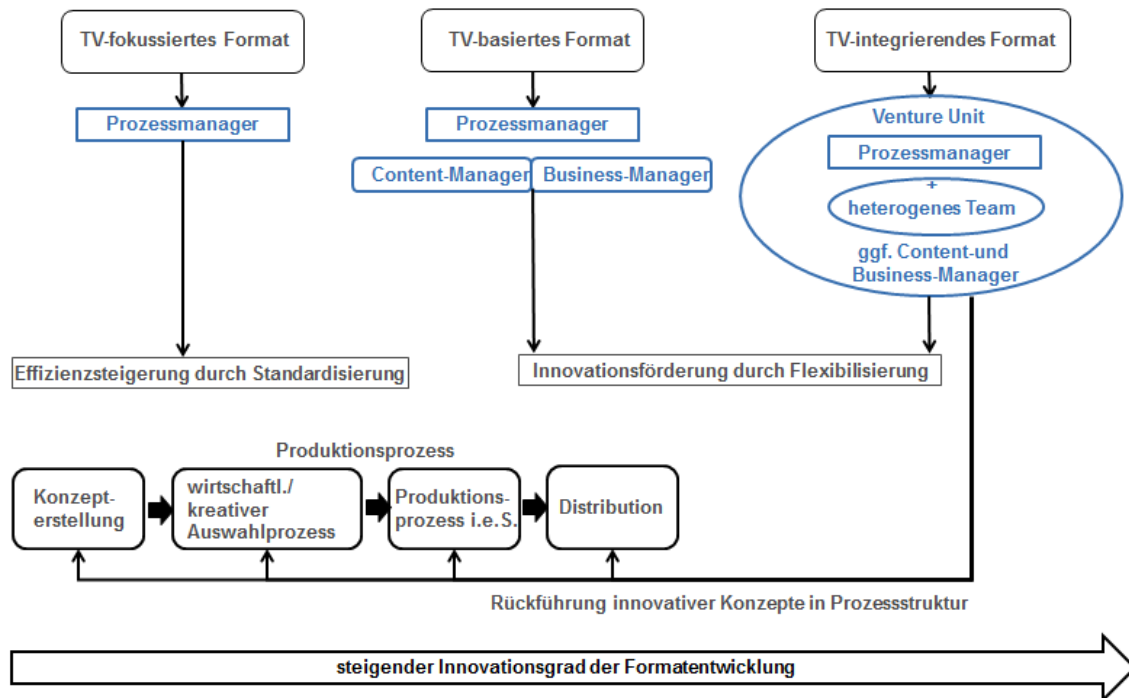 TV-fokussiertes Format
TV-basiertes Format
TV-integrierendes Format
Prozessmanager
Prozessmanager
Content-Manager
Business-Manager
Venture Unit
Prozessmanager
+
heterogenes Team
ggf. Content-und
Business-Manager
Effizienzsteigerung durch Standardisierung
Innovationsförderung durch Flexibilisierung
Produktionsprozess
Konzept-
erstellung
wirtschaftl./
kreativer
Auswahlprozess
Produktions-
prozess i.e.S.
Distribution
Rückführung innovativer Konzepte in Prozessstruktur
steigender Innovationsgrad der Formatentwicklung